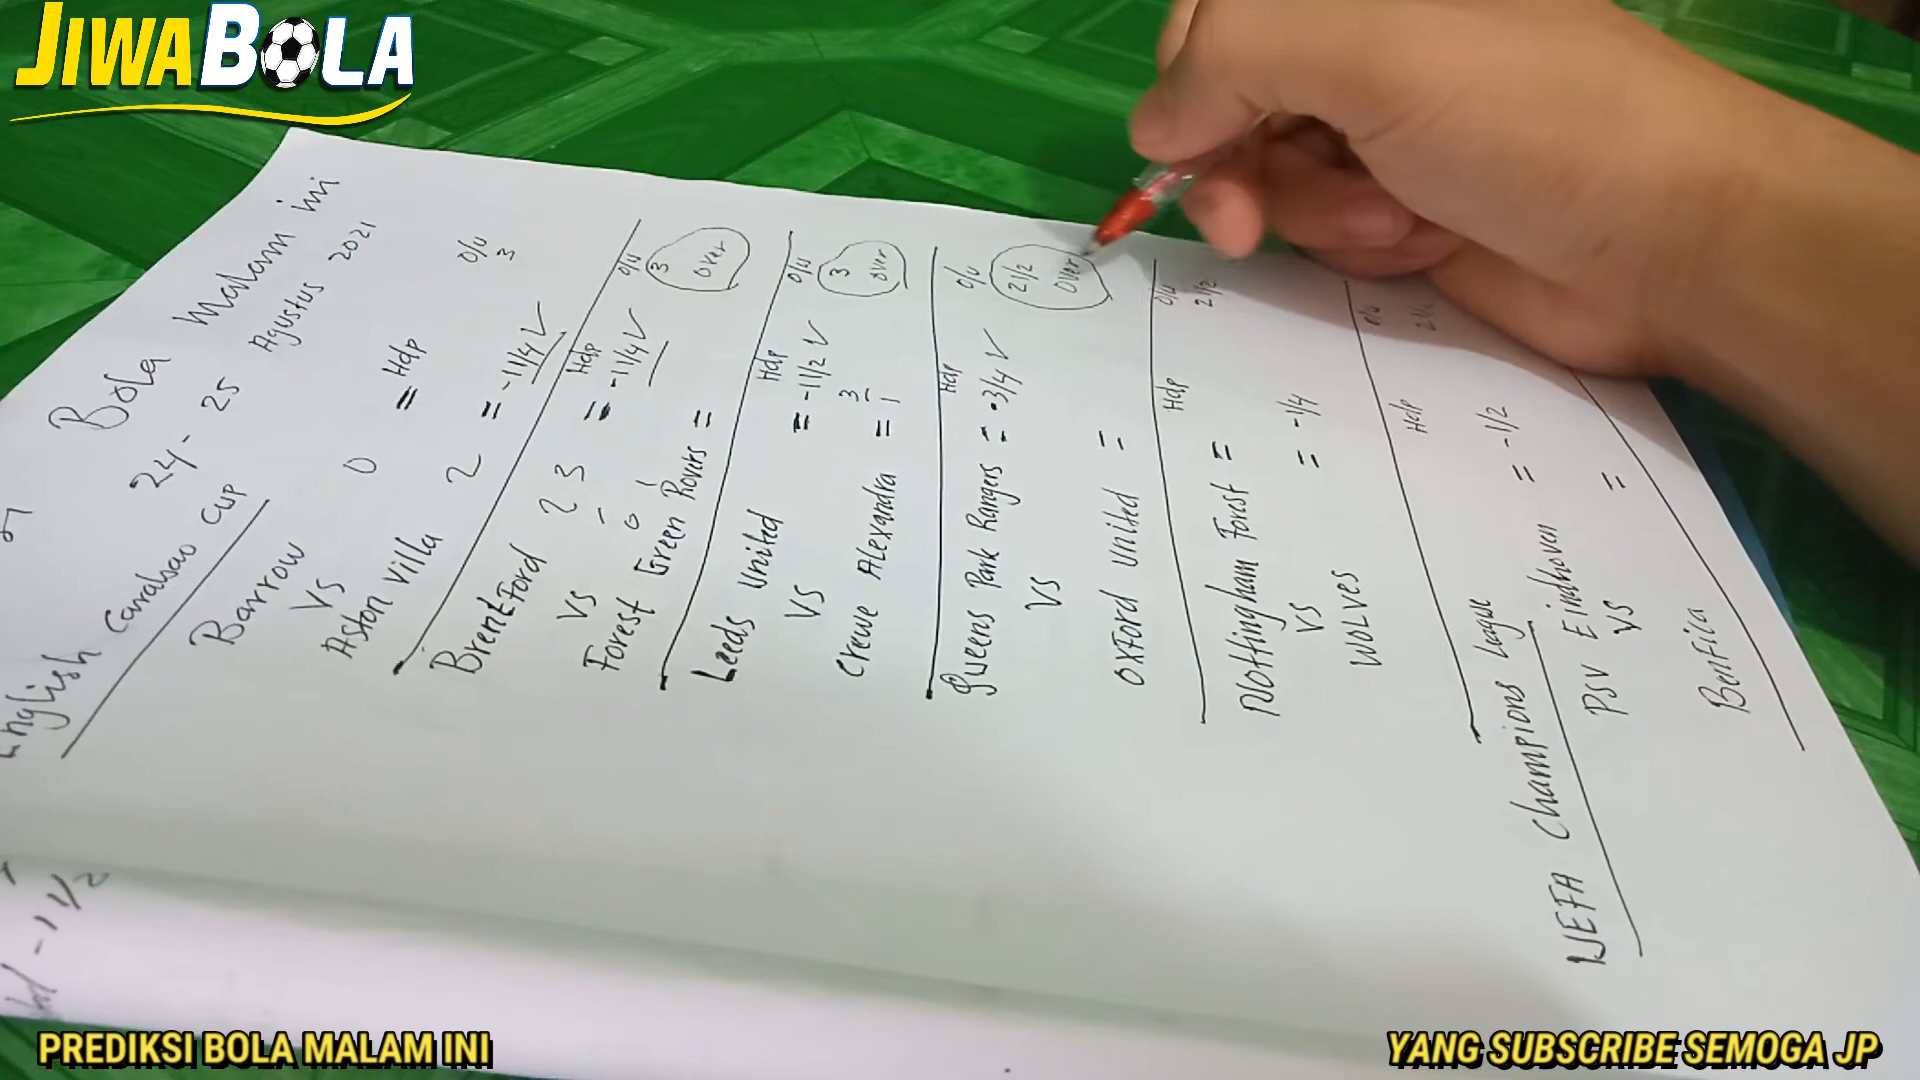 JIWABOLA
Bola Malam ini
24 - 25 Agustus 2021
English Carabao Cup
= Hdp O/U
Barrow 0 3
VS
Aston Villa 2 = -1 1/4 V
Hdp O/U
Brentford 2 3 = -1 1/4 V 3
VS - Over
Forest Green Rovers = 0 1
Hdp O/U
Leeds United = -1 1/2 V 3
VS 3 over
Crewe Alexandra = 1
Hdp O/U
Queens Park Rangers = -3/4 V 2 1/2
VS over
Oxford United =
Hdp O/U
Nottingham Forest = 2 1/2
VS
Wolves = -1/4
Hdp O/U
UEFA Champions League
PSV Eindhoven = -1/2
VS
Benfica =
-1 1/2
PREDIKSI BOLA MALAM INI
YANG SUBSCRIBE SEMOGA JP